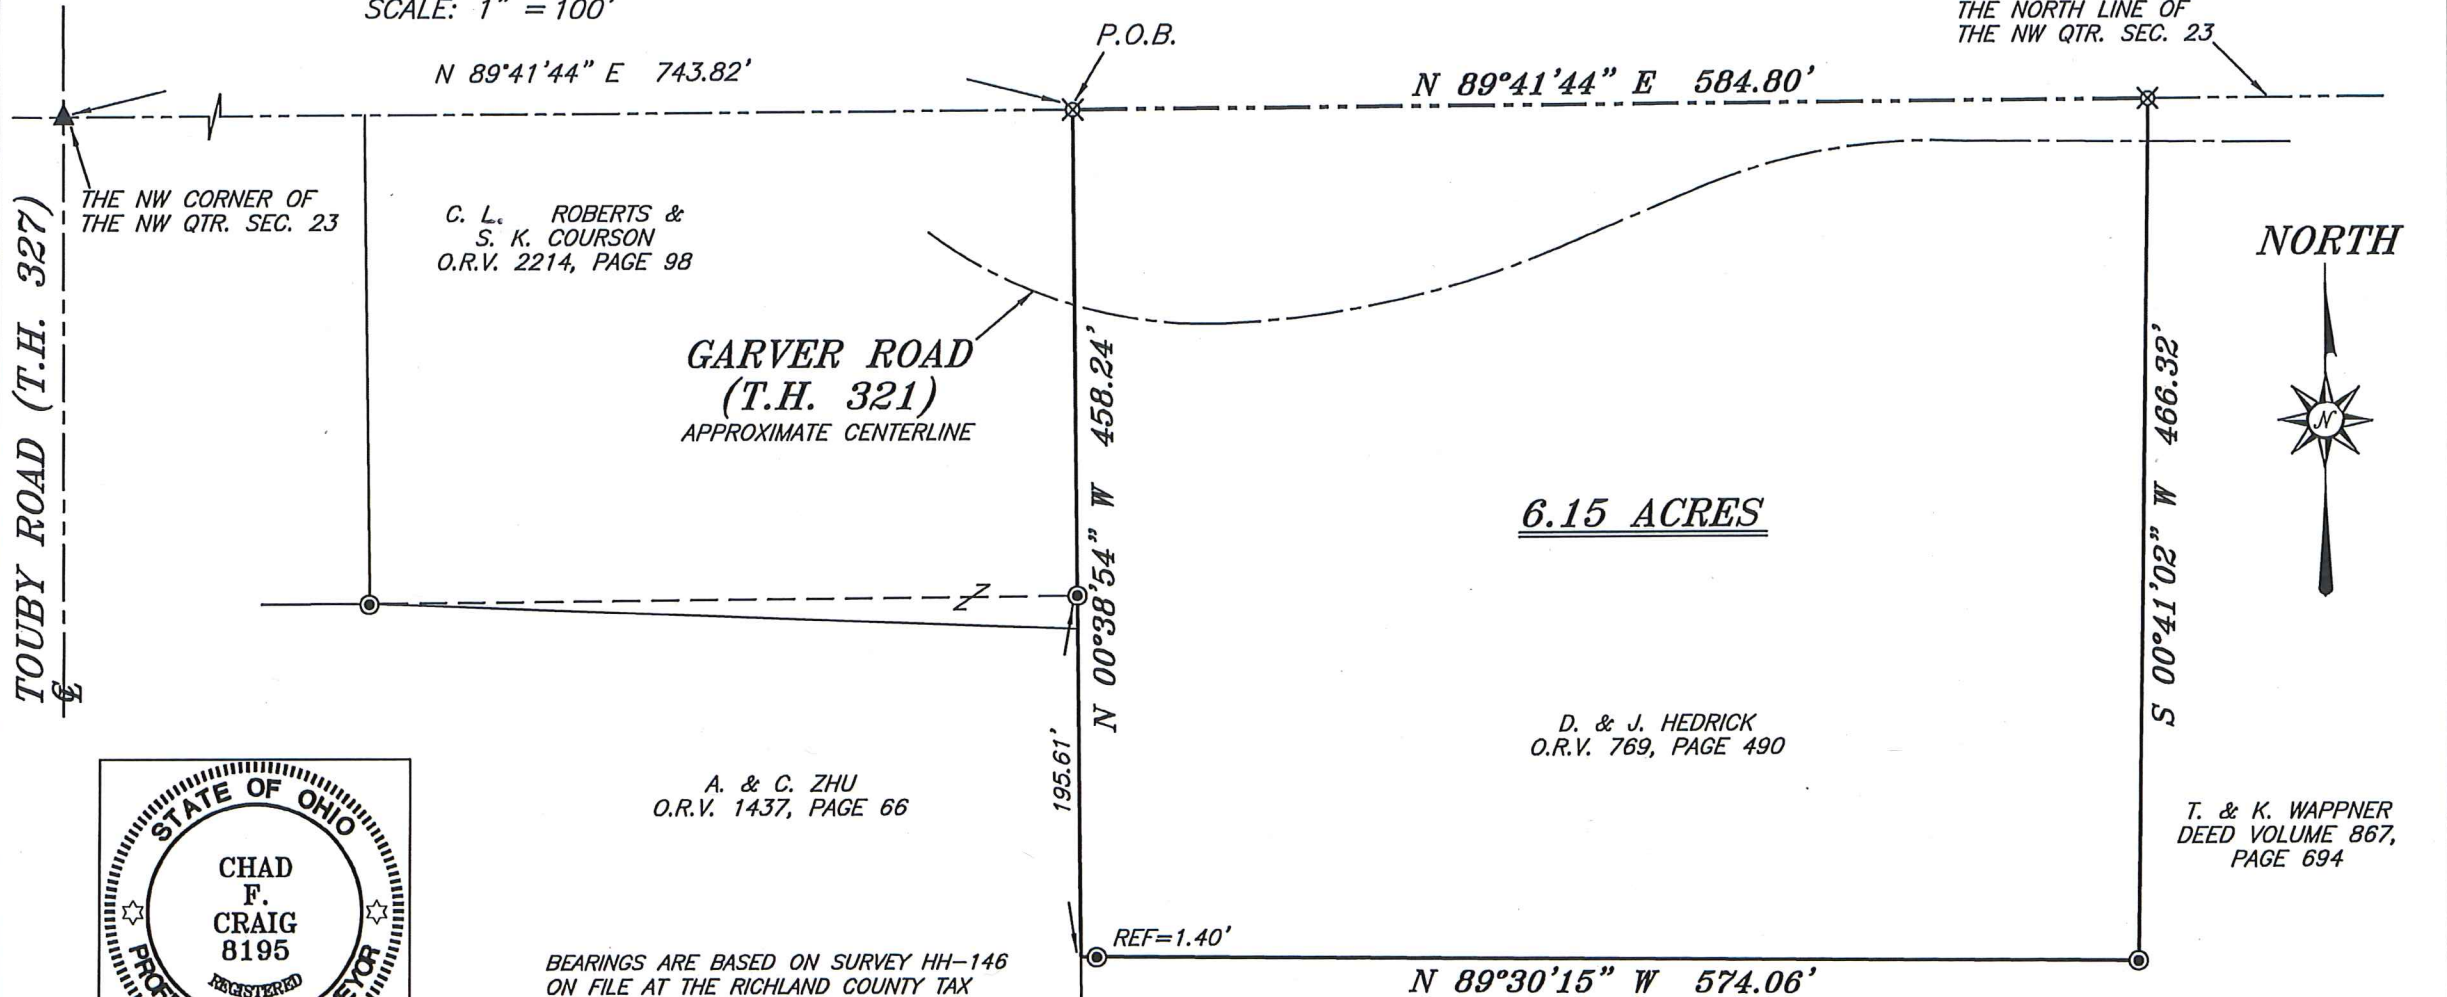 SCALE: 1" = 100'
P.O.B.
THE NORTH LINE OF
THE NW QTR. SEC. 23
N 89°41'44" E 743.82'
N 89°41'44" E 584.80'
THE NW CORNER OF
THE NW QTR. SEC. 23
C. L. ROBERTS &
S. K. COURSON
O.R.V. 2214, PAGE 98
NORTH
N
GARVER ROAD
(T.H. 321)
APPROXIMATE CENTERLINE
TOUBY ROAD (T.H. 327)
N 00°38'54" W 458.24'
S 00°41'02" W 466.32'
6.15 ACRES
D. & J. HEDRICK
O.R.V. 769, PAGE 490
195.61'
A. & C. ZHU
O.R.V. 1437, PAGE 66
T. & K. WAPPNER
DEED VOLUME 867,
PAGE 694
STATE OF OHIO
CHAD
F.
CRAIG
8195
REGISTERED
REF=1.40'
BEARINGS ARE BASED ON SURVEY HH-146
ON FILE AT THE RICHLAND COUNTY TAX
N 89°30'15" W 574.06'